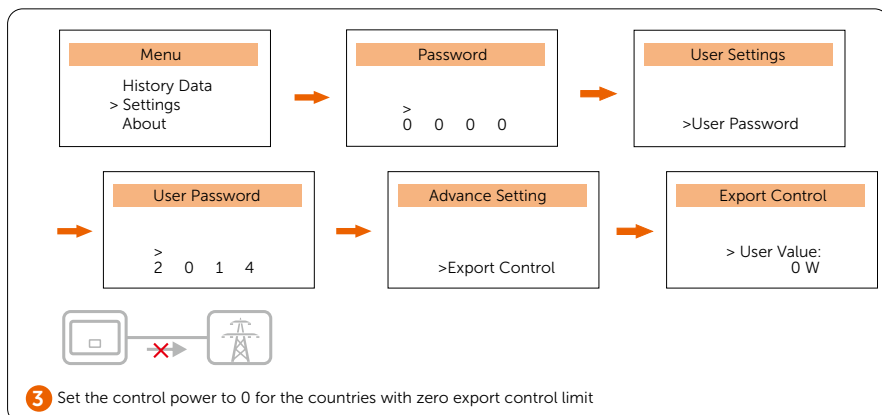 Menu
History Data
> Settings
About
Password
>
0 0 0 0
User Settings
>User Password
User Password
>
2 0 1 4
Advance Setting
>Export Control
Export Control
> User Value:
0 W
3 Set the control power to 0 for the countries with zero export control limit